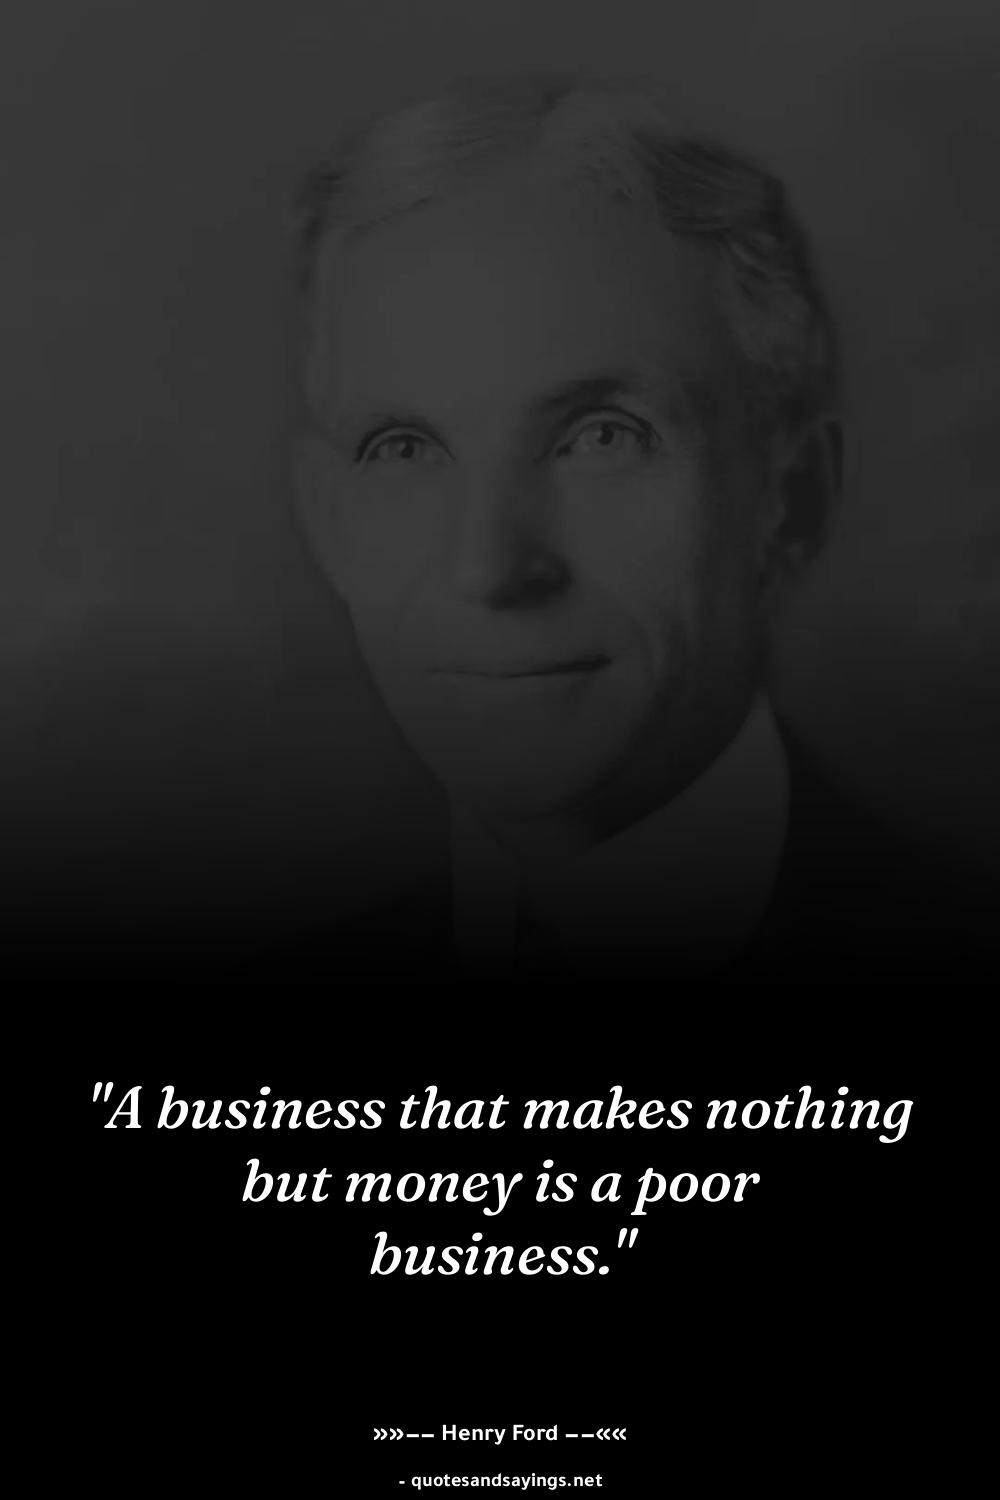 "A business that makes nothing
but money is a poor
business."
»»–– Henry Ford ––««
- quotesandsayings.net